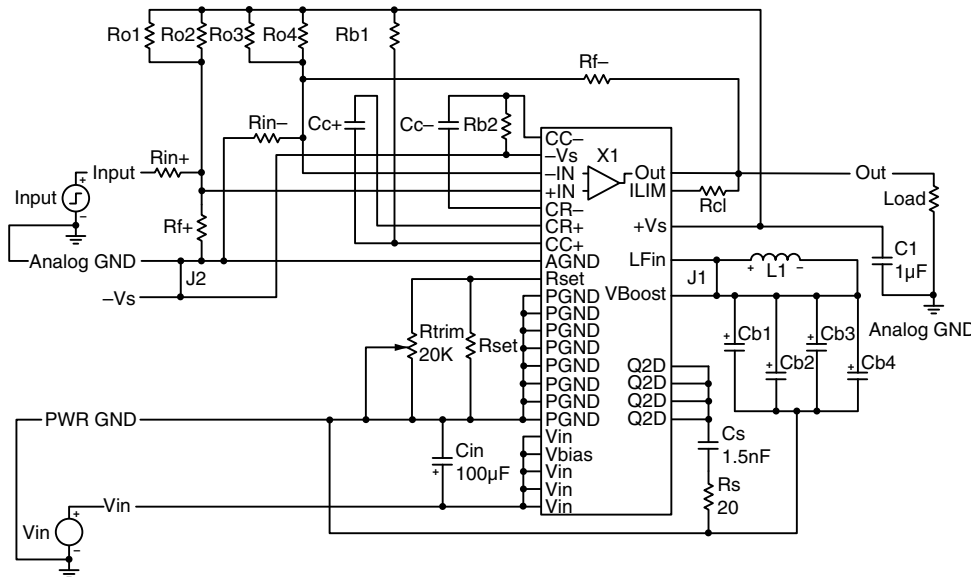 Ro1 Ro2 Ro3 Ro4 Rb1
Rf−
Cc+ Cc− Rb2
Rin−
CC−
−Vs
X1
−IN
Out
Out
Input
Rin+
+IN
ILIM
Input
Rcl
Load
CR−
Rf+
CR+
+Vs
CC+
C1
1µF
Analog GND
J2
AGND
LFin
J1
L1
Rset
−Vs
PGND
VBoost
PGND
Analog GND
Rtrim
20K
Rset
PGND
PGND
Cb1
Cb3
Cb2
Cb4
PGND
Q2D
PGND
Q2D
PGND
Q2D
PWR GND
PGND
Q2D
Vin
Cs
1.5nF
Cin
100µF
Vbias
Vin
Vin
Rs
20
Vin
Vin
Vin